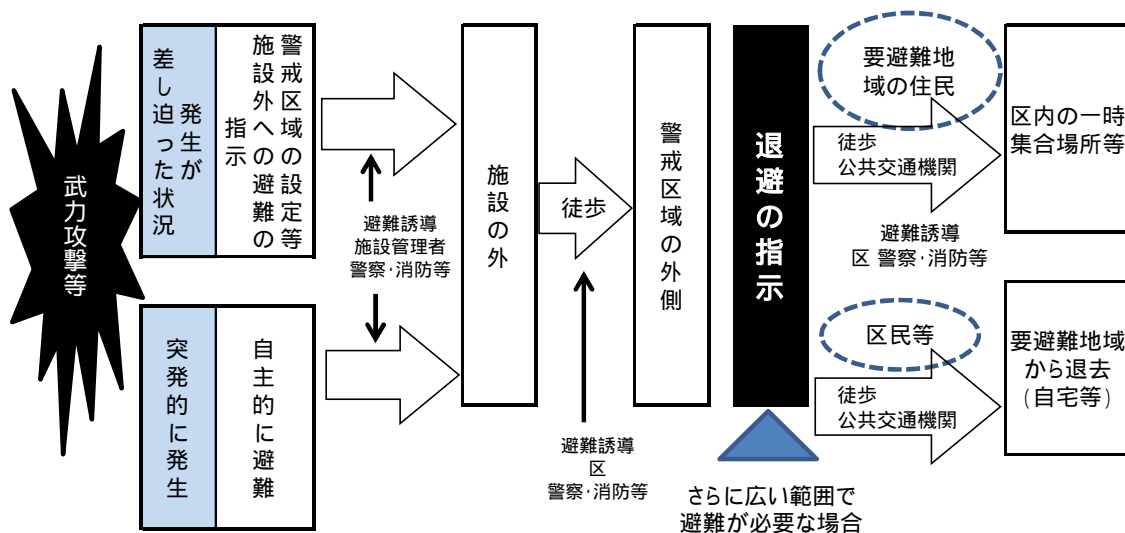 武力攻撃等
発生が
差し迫った状況
警戒区域の設定等
施設外への避難の
指示
突発的に発生
自主的に避難
避難誘導
施設管理者
警察・消防等
施設の外
徒歩
避難誘導
区
警察・消防等
警戒区域の外側
退避の指示
さらに広い範囲で
避難が必要な場合
要避難地
域の住民
徒歩
公共交通機関
避難誘導
区 警察・消防等
区内の一時
集合場所等
区民等
徒歩
公共交通機関
要避難地域
から退去
(自宅等)